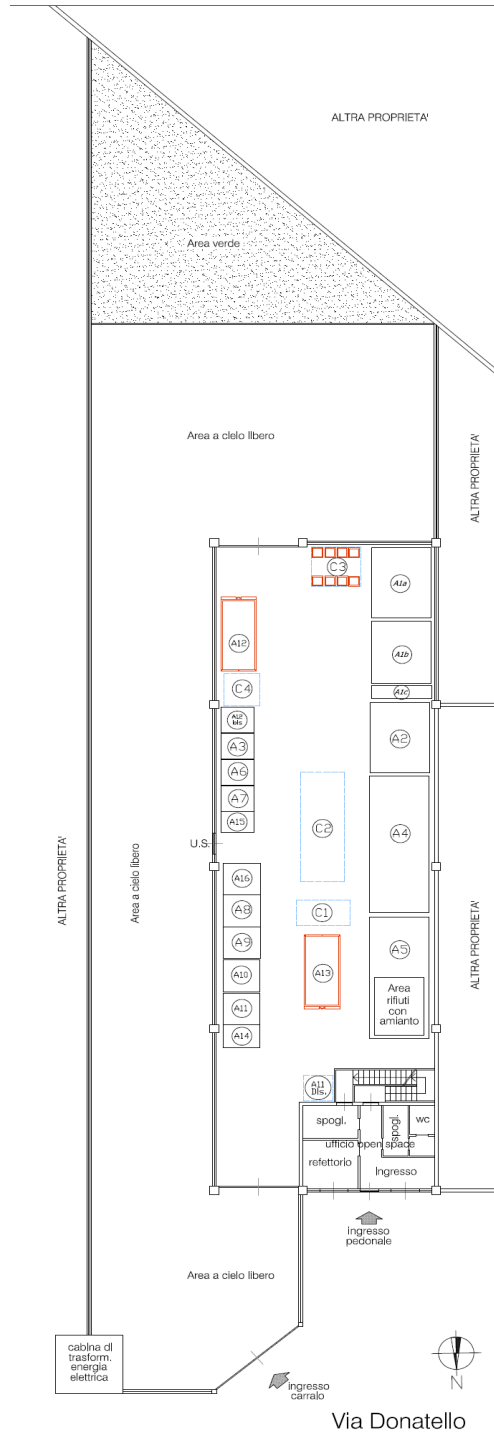 ALTRA PROPRIETA'
Area verde
Area a cielo libero
ALTRA PROPRIETA'
C3
A1a
A12
A1b
C4
A1c
A12
bis
A2
A3
A6
A7
C2
A15
A4
U.S.
ALTRA PROPRIETA'
Area a cielo libero
A16
A8
C1
A9
A5
ALTRA PROPRIETA'
A10
A13
Area
rifiuti
con
amianto
A11
A14
A11
Bis.
spogl.
spogl.
wc
ufficio open space
refettorio
Ingresso
ingresso
pedonale
Area a cielo libero
cabina di
trasform.
energia
elettrica
ingresso
carraio
N
Via Donatello